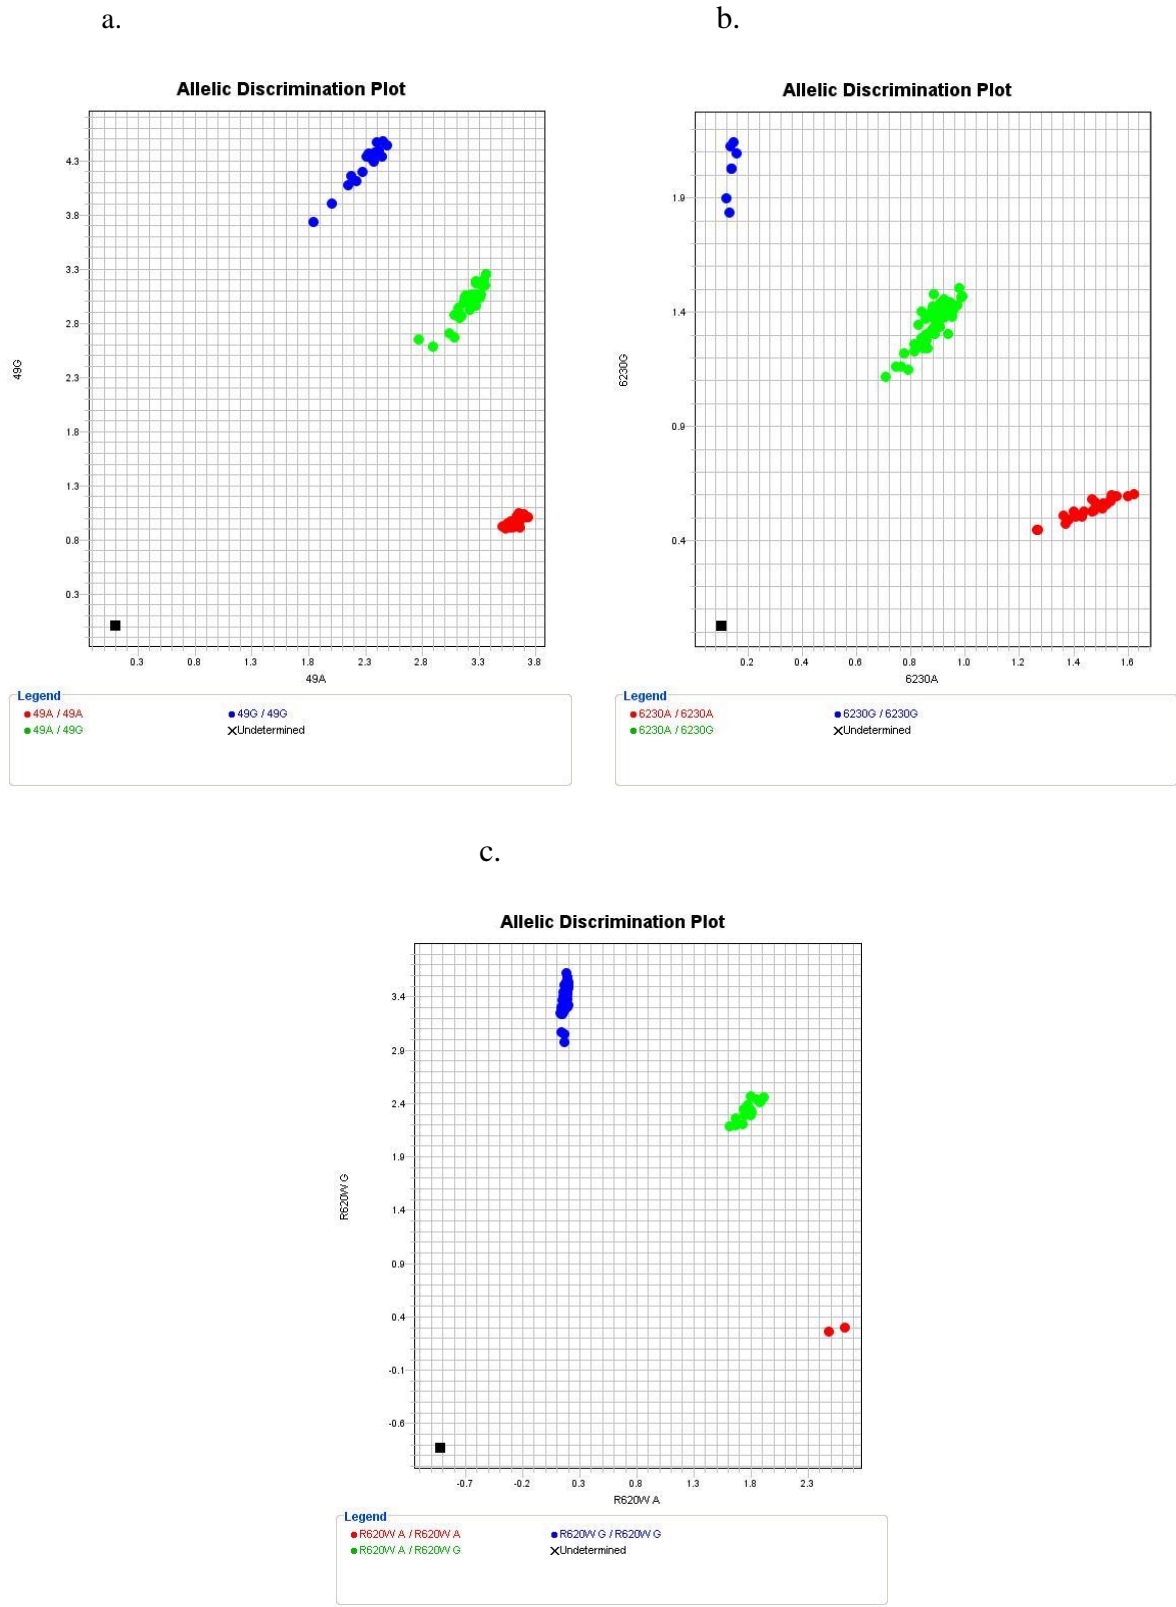 a.
Allelic Discrimination Plot
4.3
3.8
3.3
2.8
2.3
1.8
1.3
0.8
0.3
49G
0.3 0.8 1.3 1.8 2.3 2.8 3.3 3.8
49A
Legend
49A / 49A
49G / 49G
49A / 49G
Undetermined
b.
Allelic Discrimination Plot
1.9
1.4
0.9
0.4
6230G
0.2 0.4 0.6 0.8 1.0 1.2 1.4 1.6
6230A
Legend
6230A / 6230A
6230G / 6230G
6230A / 6230G
Undetermined
c.
Allelic Discrimination Plot
3.4
2.9
2.4
1.9
1.4
0.9
0.4
-0.1
-0.6
R620W G
-0.7 -0.2 0.3 0.8 1.3 1.8 2.3
R620W A
Legend
R620W A / R620W A
R620W G / R620W G
R620W A / R620W G
Undetermined